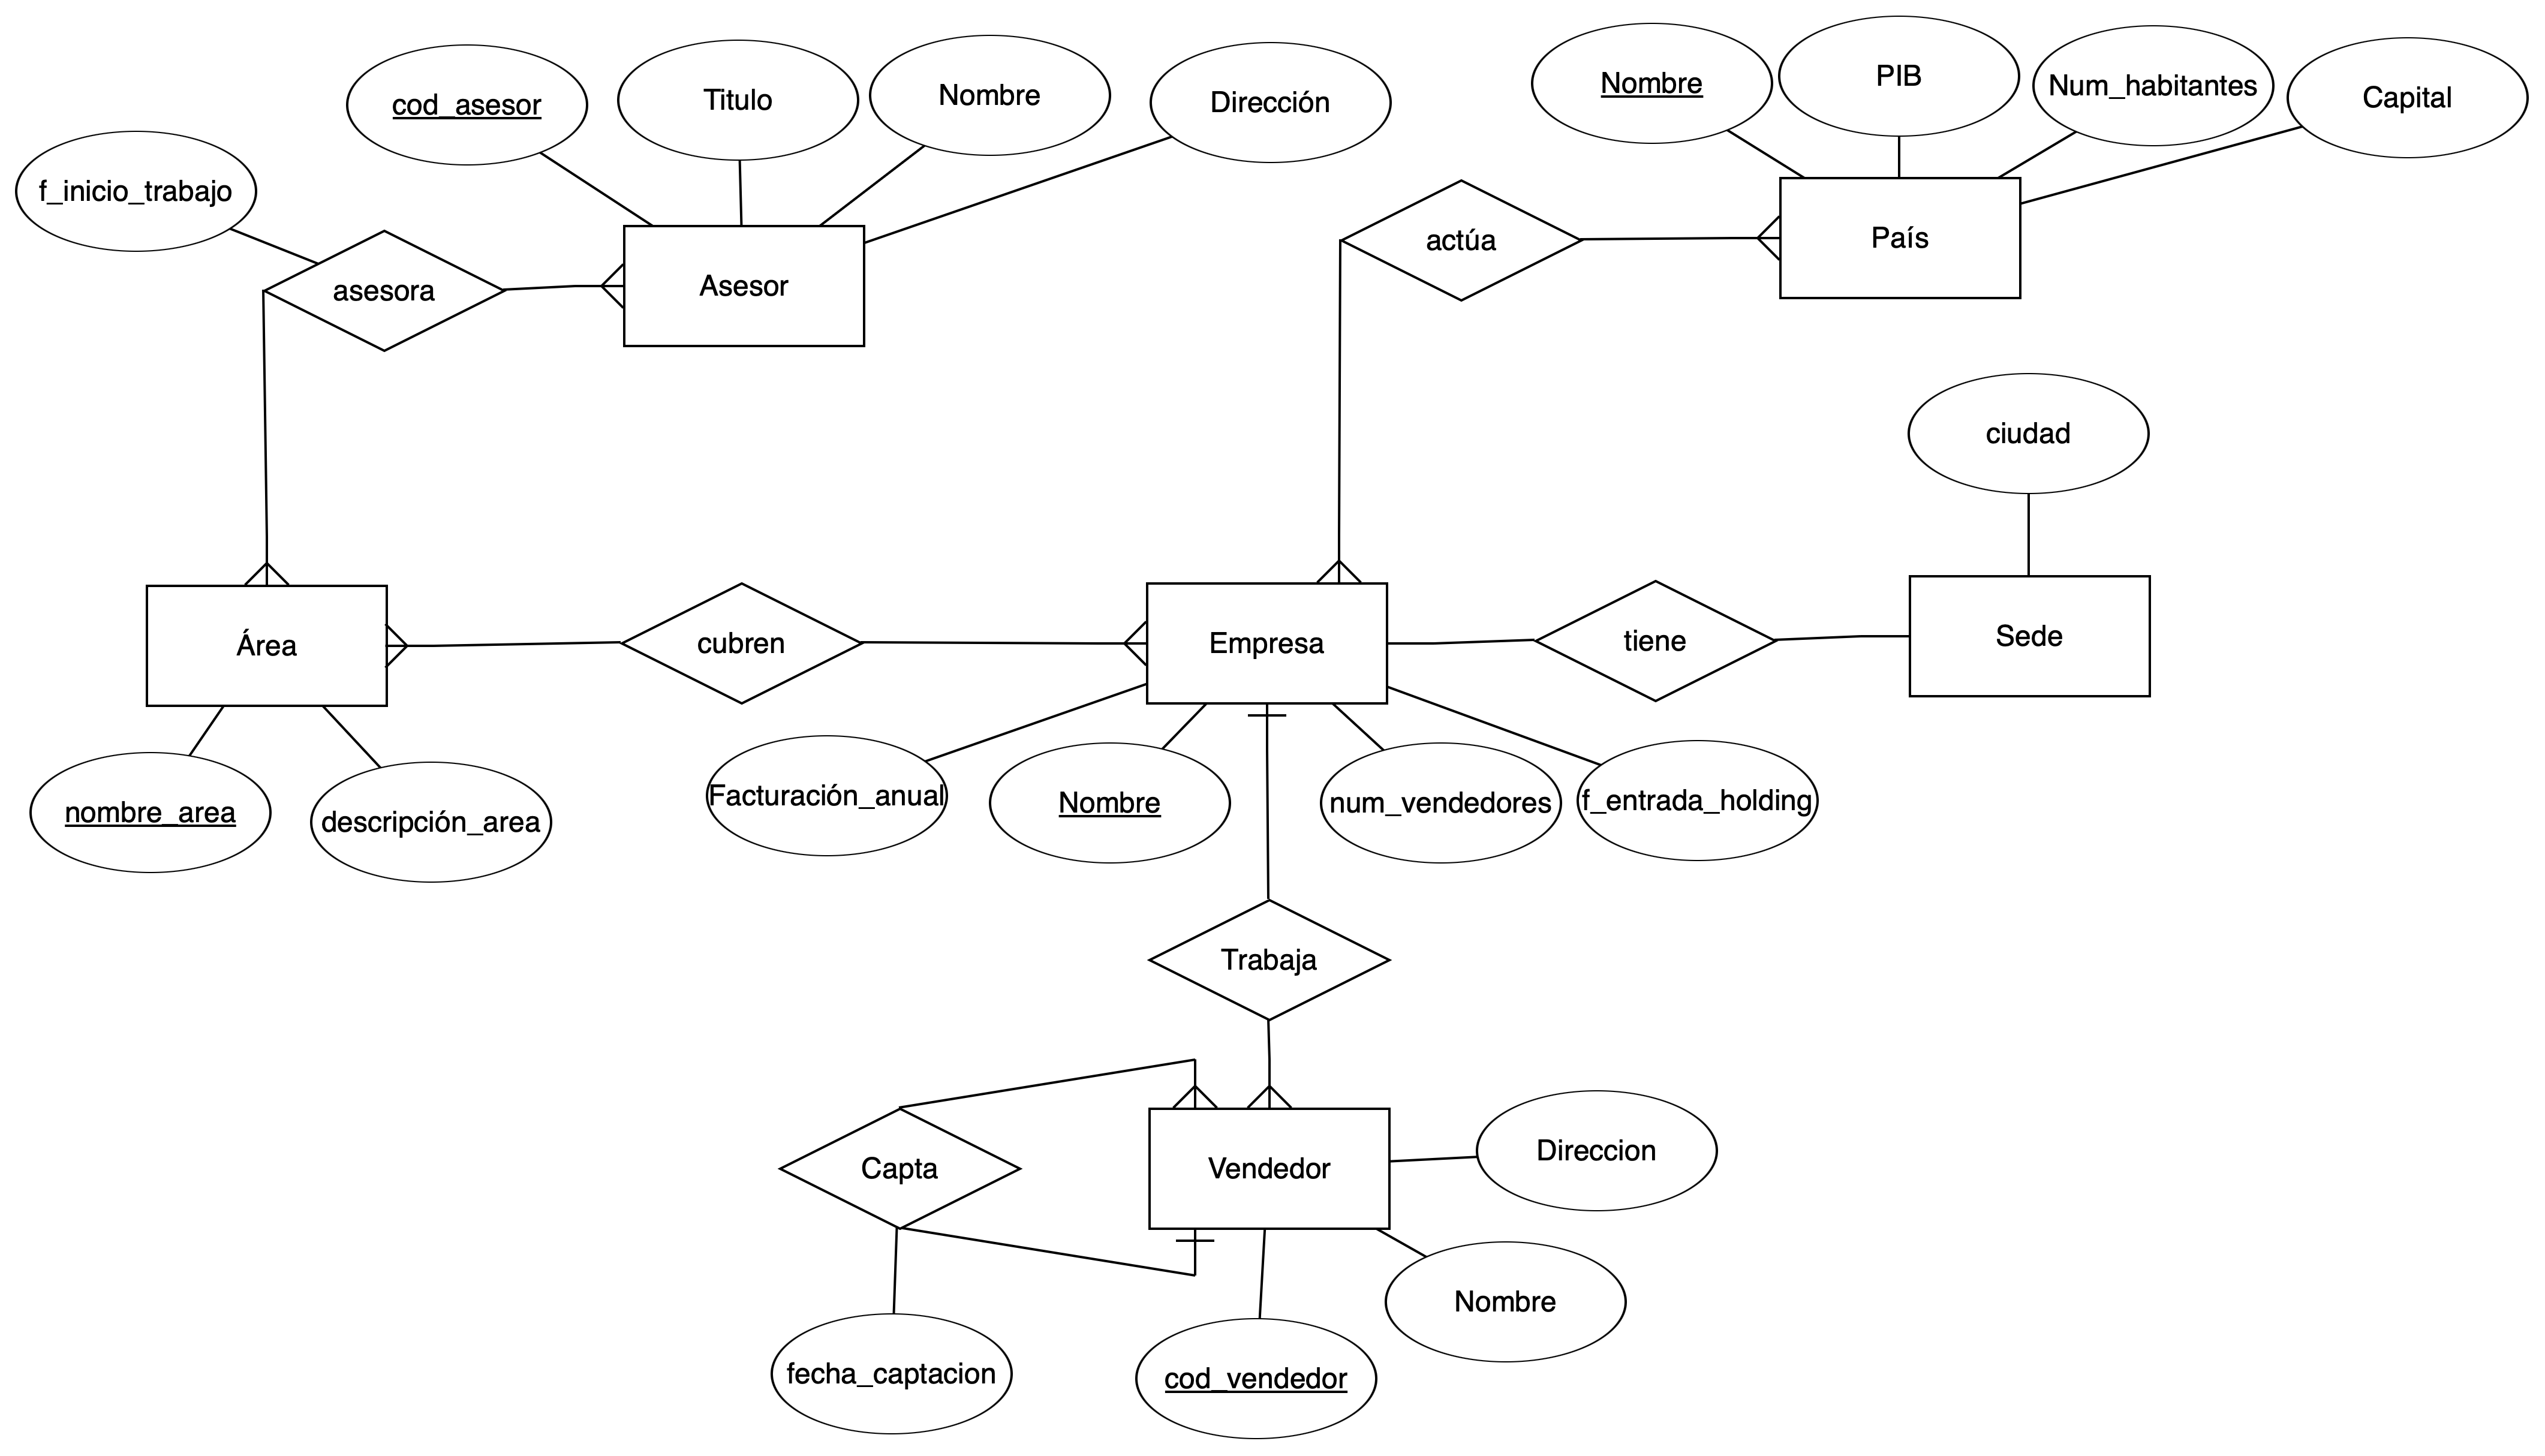 cod_asesor
Titulo
Nombre
Dirección
Nombre
PIB
Num_habitantes
Capital
f_inicio_trabajo
asesora
Asesor
actúa
País
ciudad
Área
cubren
Empresa
tiene
Sede
nombre_area
descripción_area
Facturación_anual
Nombre
num_vendedores
f_entrada_holding
Trabaja
Capta
Vendedor
Direccion
Nombre
fecha_captacion
cod_vendedor